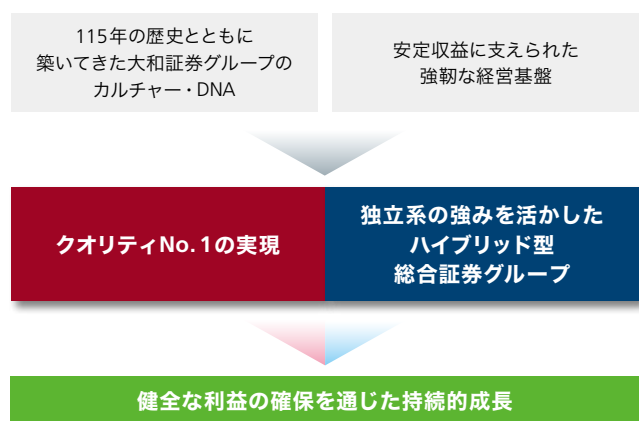 115年の歴史とともに
築いてきた大和証券グループの
カルチャー・DNA
安定収益に支えられた
強靭な経営基盤
クオリティNo.1の実現
独立系の強みを活かした
ハイブリッド型
総合証券グループ
健全な利益の確保を通じた持続的成長